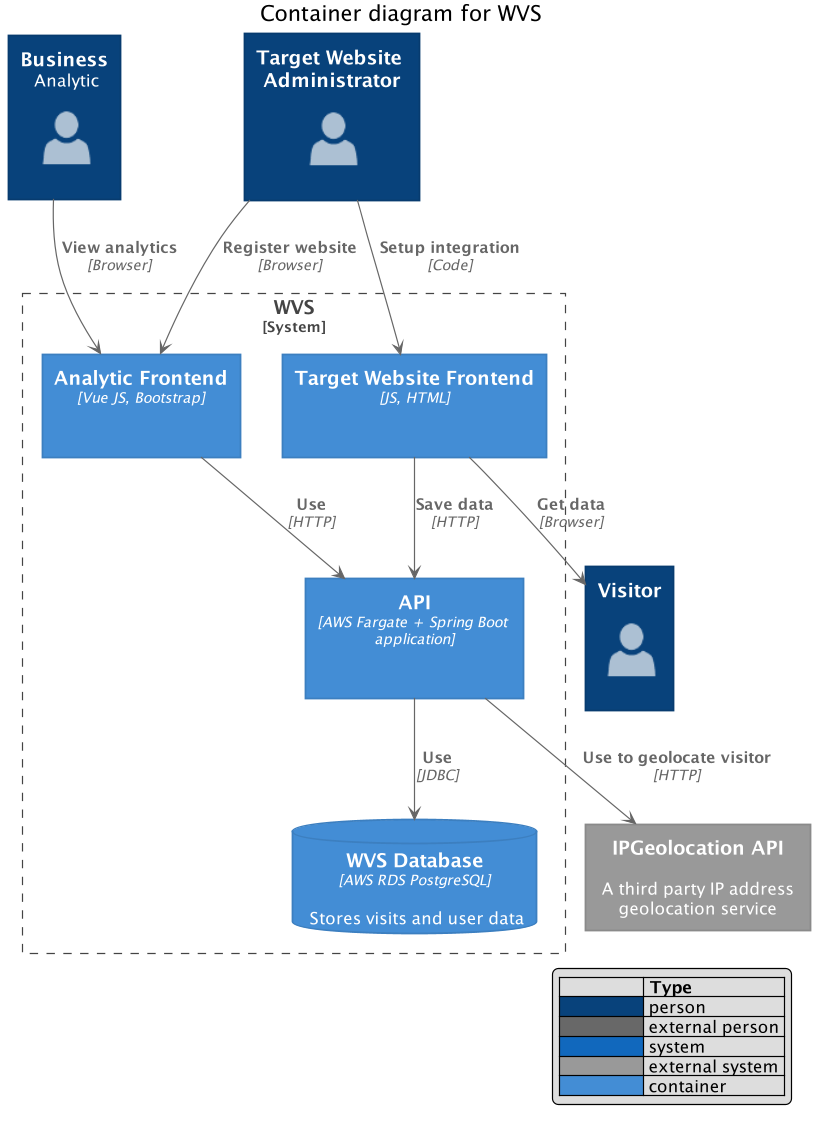 Container diagram for WVS
Business
Analytic
Target Website
Administrator
View analytics
[Browser]
Register website
[Browser]
Setup integration
[Code]
WVS
[System]
Analytic Frontend
[Vue JS, Bootstrap]
Target Website Frontend
[JS, HTML]
Use
[HTTP]
Save data
[HTTP]
Get data
[Browser]
API
[AWS Fargate + Spring Boot
application]
Visitor
Use
[JDBC]
Use to geolocate visitor
[HTTP]
WVS Database
[AWS RDS PostgreSQL]
Stores visits and user data
IPGeolocation API
A third party IP address
geolocation service
Type
person
external person
system
external system
container